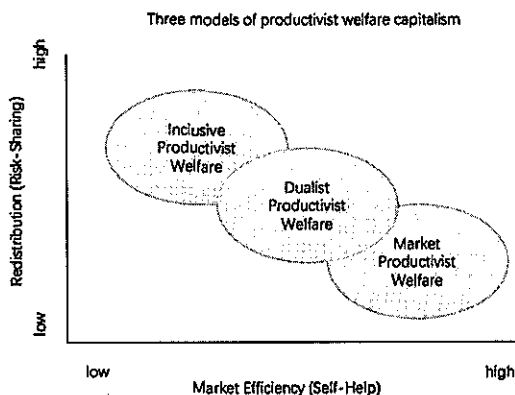 Three models of productivist welfare capitalism
high
Redistribution (Risk-Sharing)
low
Inclusive
Productivist
Welfare
Dualist
Productivist
Welfare
Market
Productivist
Welfare
low
high
Market Efficiency (Self-Help)